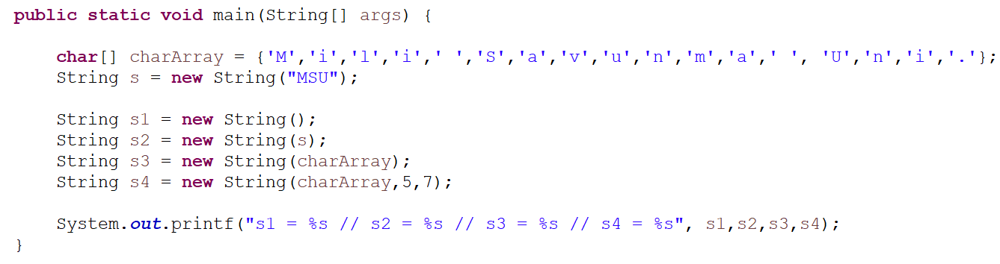 public static void main(String[] args) {
char[] charArray = {'M','i','l','i',' ','S','a','v','u','n','m','a',' ', 'U','n','i','.'};
String s = new String("MSU");
String s1 = new String();
String s2 = new String(s);
String s3 = new String(charArray);
String s4 = new String(charArray,5,7);
System.out.printf("s1 = %s // s2 = %s // s3 = %s // s4 = %s", s1,s2,s3,s4);
}